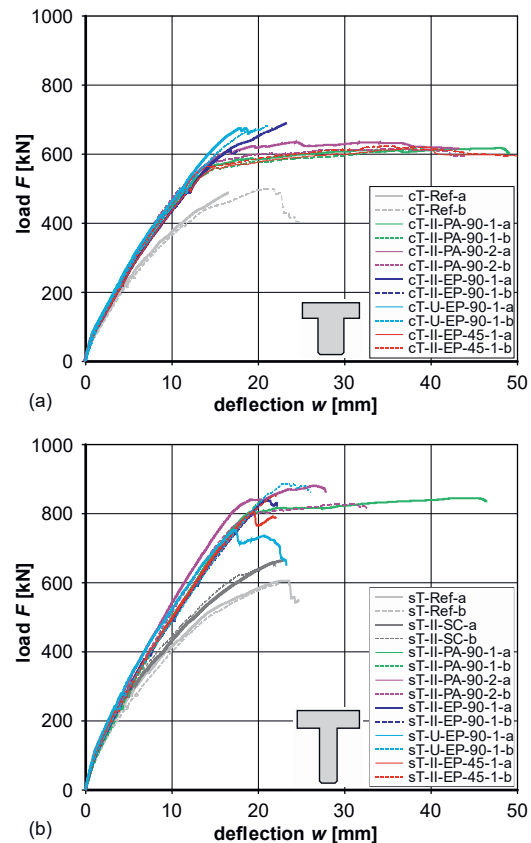 1000
800
600
400
200
0
load F [kN]
cT-Ref-a
cT-Ref-b
cT-II-PA-90-1-a
cT-II-PA-90-1-b
cT-II-PA-90-2-a
cT-II-PA-90-2-b
cT-II-EP-90-1-a
cT-II-EP-90-1-b
cT-U-EP-90-1-a
cT-U-EP-90-1-b
cT-II-EP-45-1-a
cT-II-EP-45-1-b
0 10 20 30 40 50
(a) deflection w [mm]
1000
800
600
400
200
0
load F [kN]
sT-Ref-a
sT-Ref-b
sT-II-SC-a
sT-II-SC-b
sT-II-PA-90-1-a
sT-II-PA-90-1-b
sT-II-PA-90-2-a
sT-II-PA-90-2-b
sT-II-EP-90-1-a
sT-II-EP-90-1-b
sT-U-EP-90-1-a
sT-U-EP-90-1-b
sT-II-EP-45-1-a
sT-II-EP-45-1-b
0 10 20 30 40 50
(b) deflection w [mm]